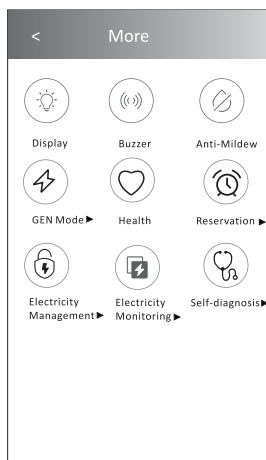 < More
Display Buzzer Anti-Mildew
GEN Mode▶ Health Reservation▶
Electricity Electricity Self-diagnosis▶
Management▶ Monitoring▶